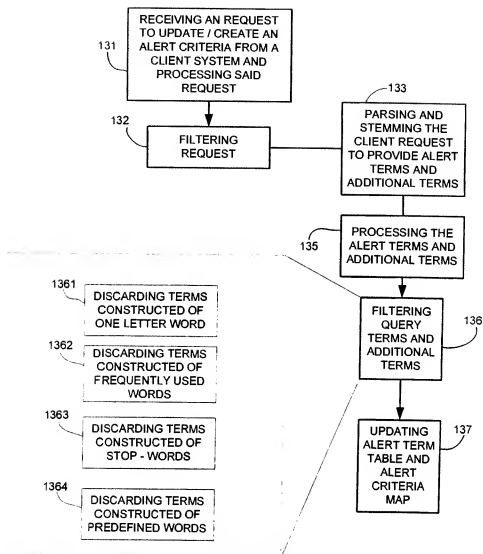 131
RECEIVING AN REQUEST
TO UPDATE / CREATE AN
ALERT CRITERIA FROM A
CLIENT SYSTEM AND
PROCESSING SAID
REQUEST
132
FILTERING
REQUEST
133
PARSING AND
STEMMING THE
CLIENT REQUEST
TO PROVIDE ALERT
TERMS AND
ADDITIONAL TERMS
135
PROCESSING THE
ALERT TERMS AND
ADDITIONAL TERMS
136
FILTERING
QUERY
TERMS AND
ADDITIONAL
TERMS
1361
DISCARDING TERMS
CONSTRUCTED OF
ONE LETTER WORD
1362
DISCARDING TERMS
CONSTRUCTED OF
FREQUENTLY USED
WORDS
1363
DISCARDING TERMS
CONSTRUCTED OF
STOP - WORDS
1364
DISCARDING TERMS
CONSTRUCTED OF
PREDEFINED WORDS
137
UPDATING
ALERT TERM
TABLE AND
ALERT
CRITERIA
MAP